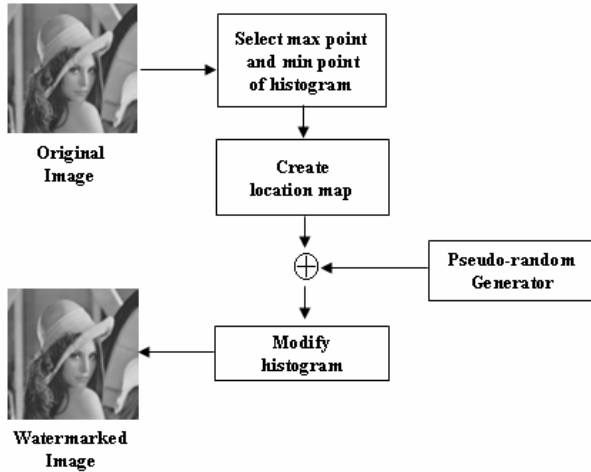 Select max point
and min point
of histogram
Original
Image
Create
location map
Pseudo-random
Generator
Modify
histogram
Watermarked
Image